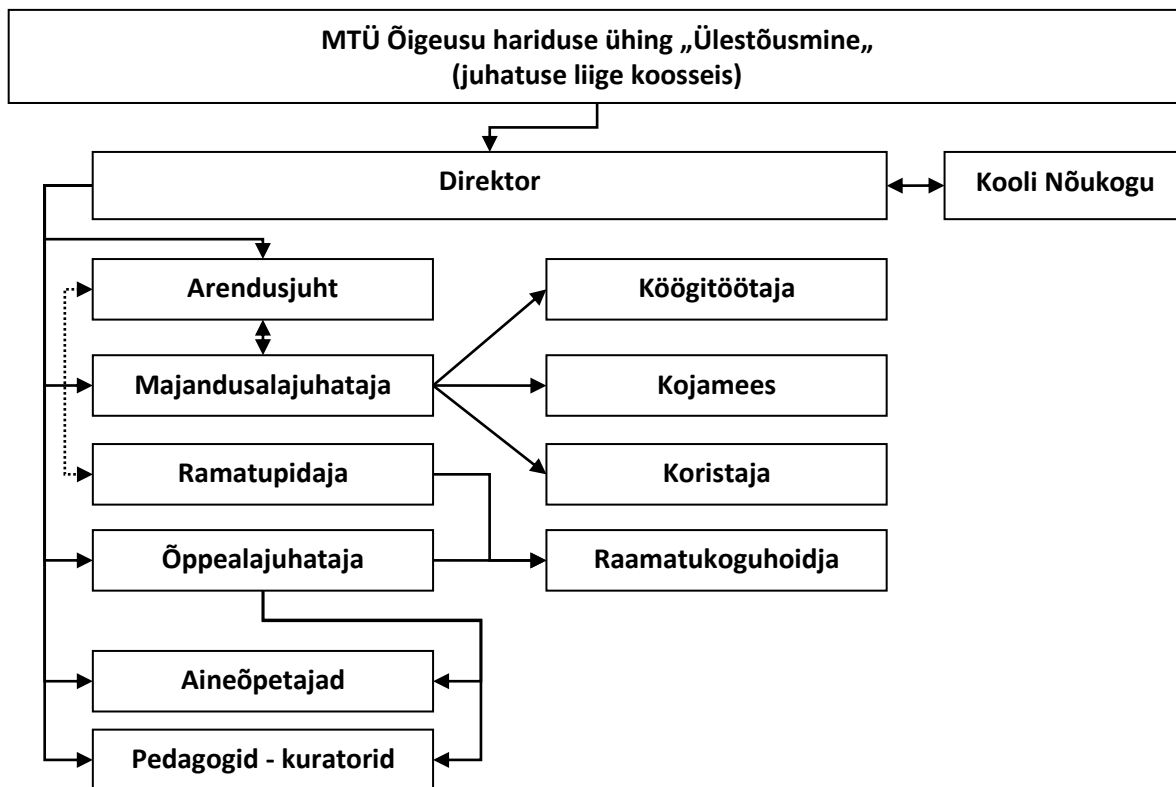 MTÜ Õigeusu hariduse ühing „Ülestõusmine„
(juhatuse liige koosseis)
Direktor
Kooli Nõukogu
Arendusjuht
Köögitöötaja
Majandusalajuhataja
Kojamees
Ramatupidaja
Koristaja
Õppealajuhataja
Raamatukoguhoidja
Aineõpetajad
Pedagogid - kuratorid